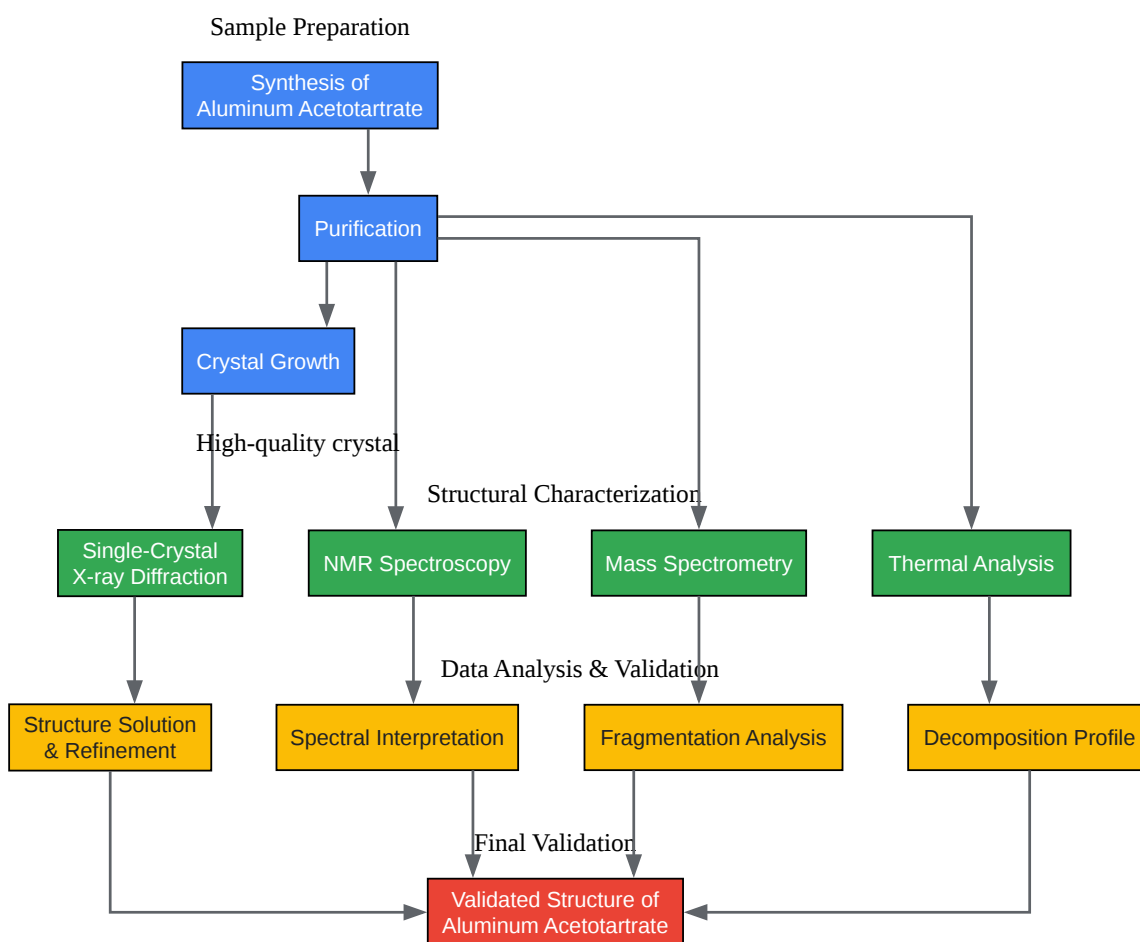 Sample Preparation
Synthesis of
Aluminum Acetotartrate
Purification
Crystal Growth
High-quality crystal
Structural Characterization
Single-Crystal
X-ray Diffraction
NMR Spectroscopy
Mass Spectrometry
Thermal Analysis
Data Analysis & Validation
Structure Solution
& Refinement
Spectral Interpretation
Fragmentation Analysis
Decomposition Profile
Final Validation
Validated Structure of
Aluminum Acetotartrate